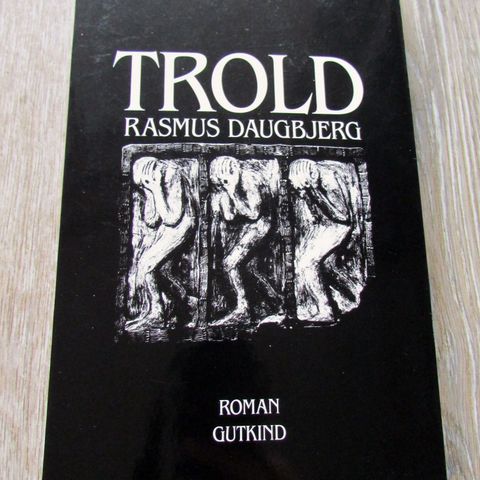 TROLD
RASMUS DAUGBJERG
ROMAN
GUTKIND